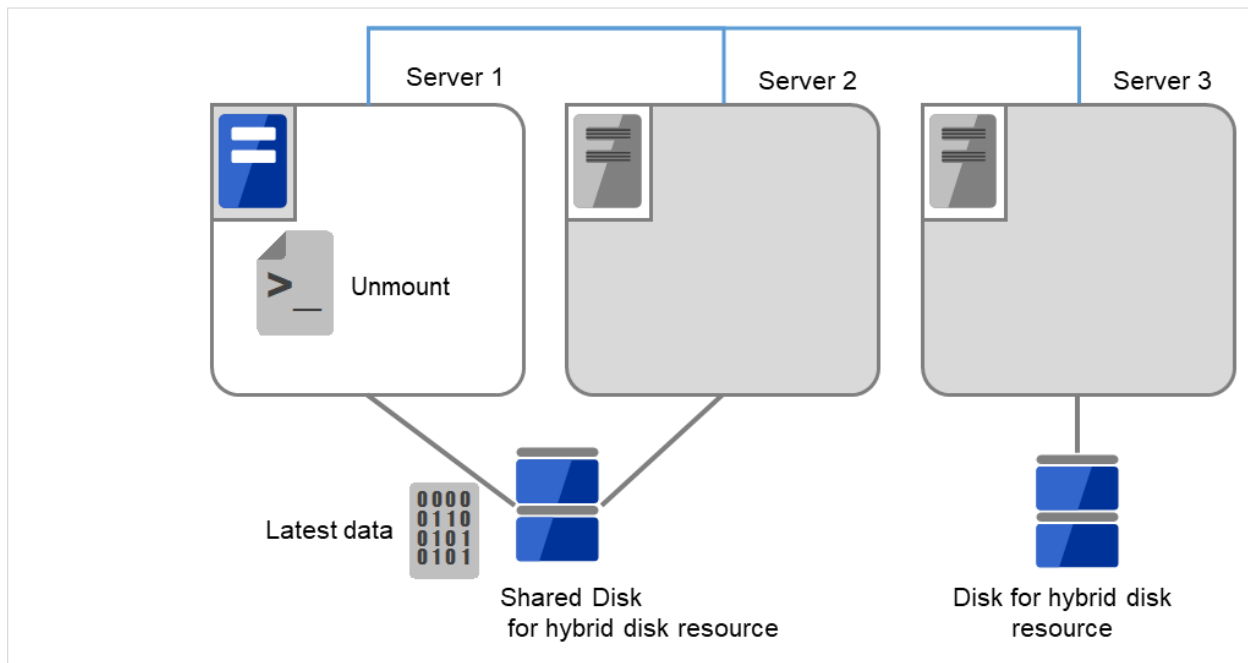 Server 1
Server 2
Server 3
>_
Unmount
Latest data
0000
0110
0101
0101
Shared Disk
for hybrid disk resource
Disk for hybrid disk
resource